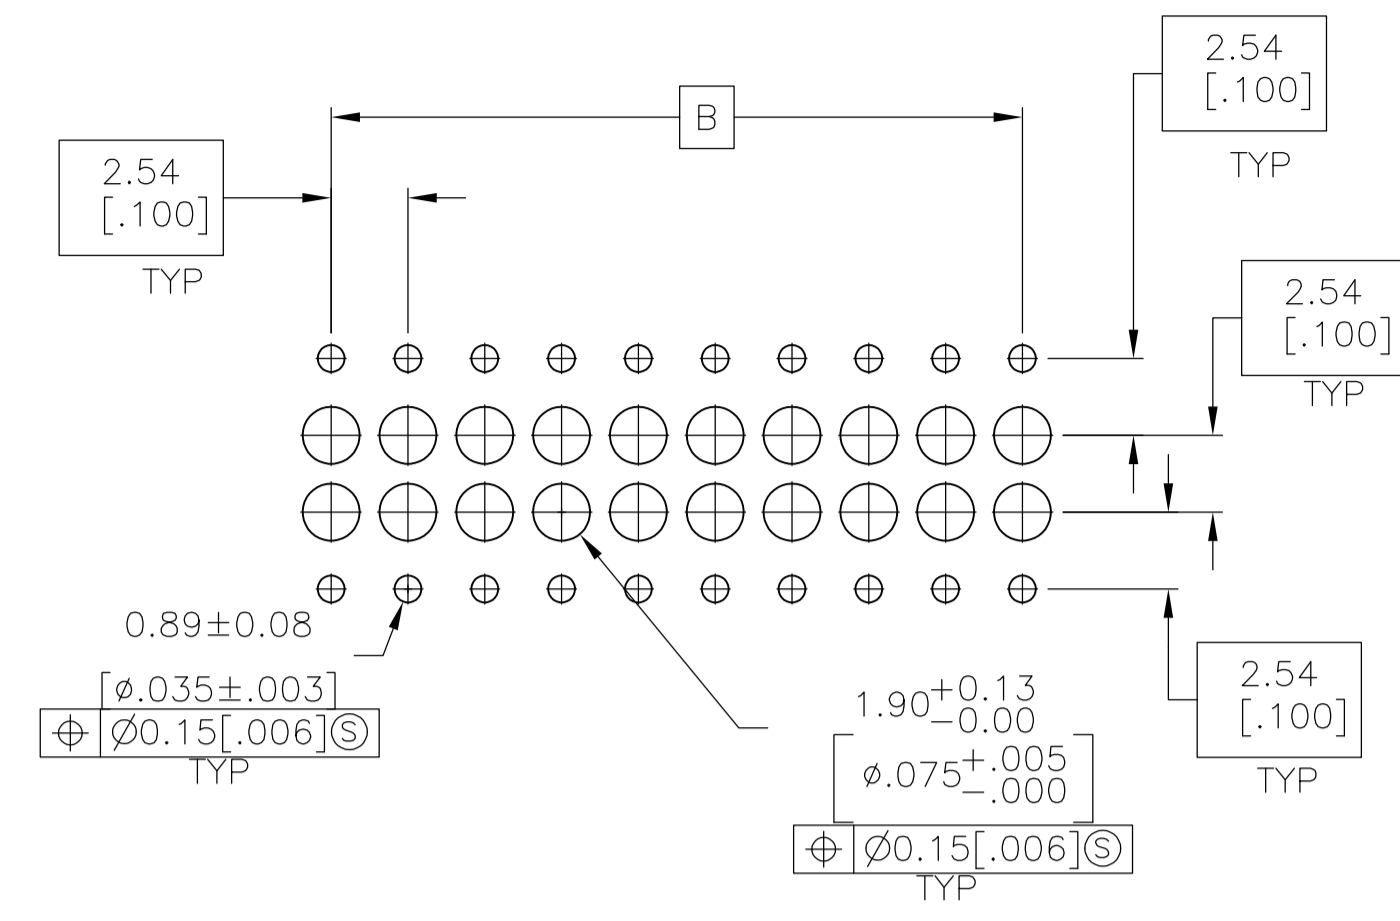 2.54
[.100]
TYP
B
2.54
[.100]
TYP
2.54
[.100]
TYP
0.89±0.08
[ø.035±.003]
⌖ Ø0.15[.006]Ⓢ
TYP
1.90+0.13
-0.00
[ø.075+.005
-.000]
⌖ Ø0.15[.006]Ⓢ
TYP
2.54
[.100]
TYP